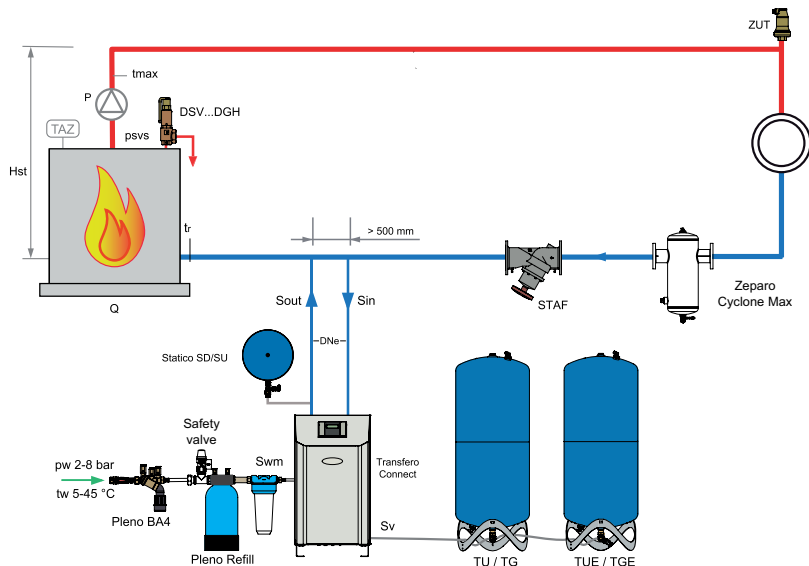 ZUT
tmax
P
DSV...DGH
TAZ
psvs
Hst
tr
> 500 mm
Q
Sout
Sin
STAF
Zeparo
Cyclone Max
DNe
Statico SD/SU
Safety
valve
Swm
Transfero
Connect
pw 2-8 bar
tw 5-45 °C
Pleno BA4
Pleno Refill
Sv
TU / TG
TUE / TGE